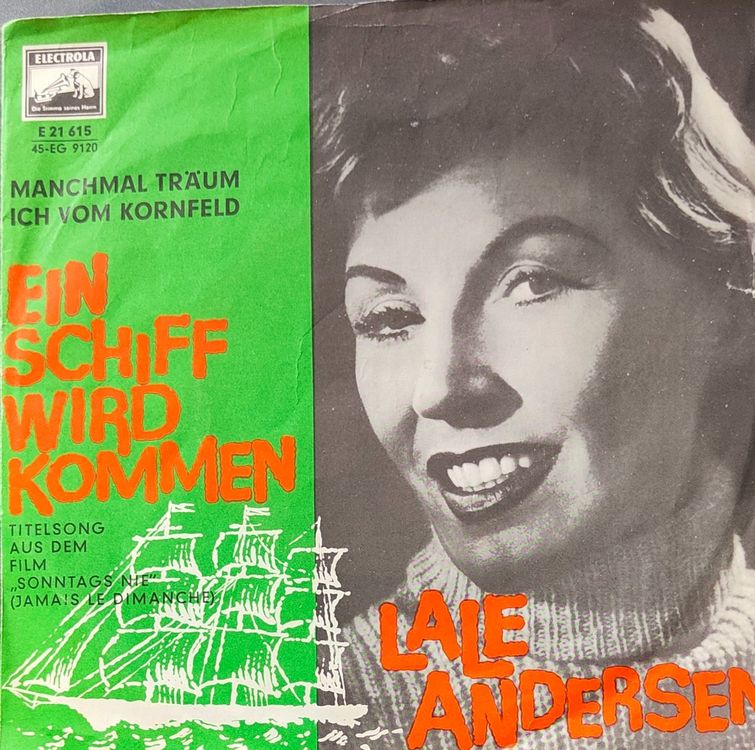 ELECTROLA
Die Stimme seines Herrn
E 21 615
45-EG 9120
MANCHMAL TRÄUM
ICH VOM KORNFELD
EIN
SCHIFF
WIRD
KOMMEN
TITELSONG
AUS DEM
FILM
„SONNTAGS NIE“
(JAMAIS LE DIMANCHE)
LALE
ANDERSEN